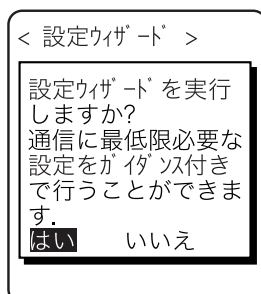 < 設定ｳｨｻﾞｰﾄﾞ >
設定ｳｨｻﾞｰﾄﾞを実行
しますか?
通信に最低限必要な
設定をｶﾞｲﾀﾞﾝｽ付き
で行うことができま
す.
はい　いいえ